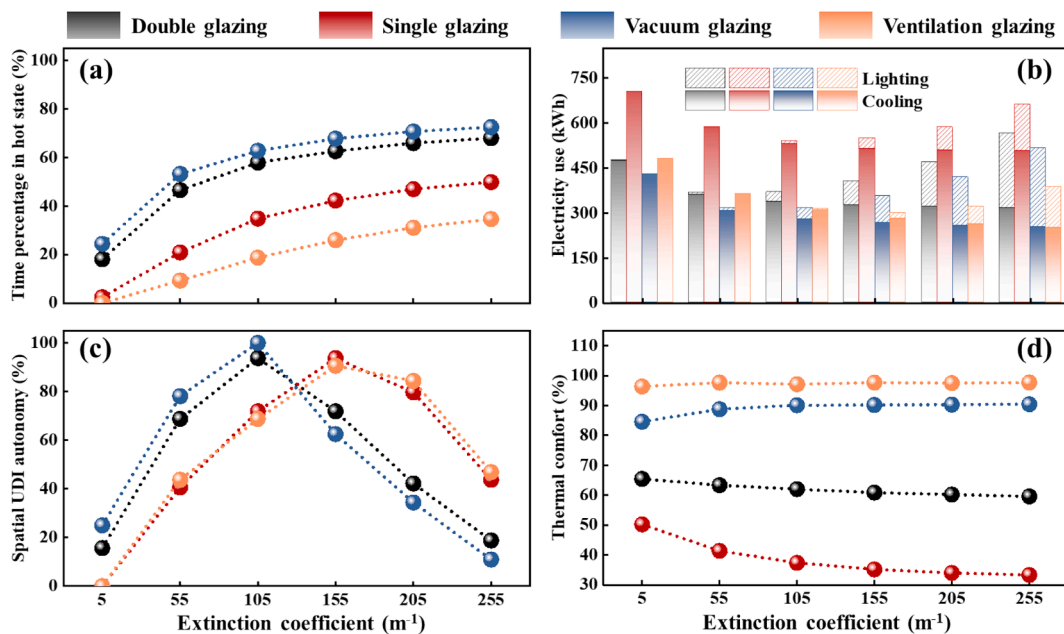 Double glazing Single glazing Vacuum glazing Ventilation glazing
(a)
Time percentage in hot state (%)
100
80
60
40
20
0
(b)
Electricity use (kWh)
750
600
450
300
150
0
Lighting
Cooling
(c)
Spatial UDI autonomy (%)
100
80
60
40
20
0
5 55 105 155 205 255
Extinction coefficient (m⁻¹)
(d)
Thermal comfort (%)
110
100
90
80
70
60
50
40
30
5 55 105 155 205 255
Extinction coefficient (m⁻¹)